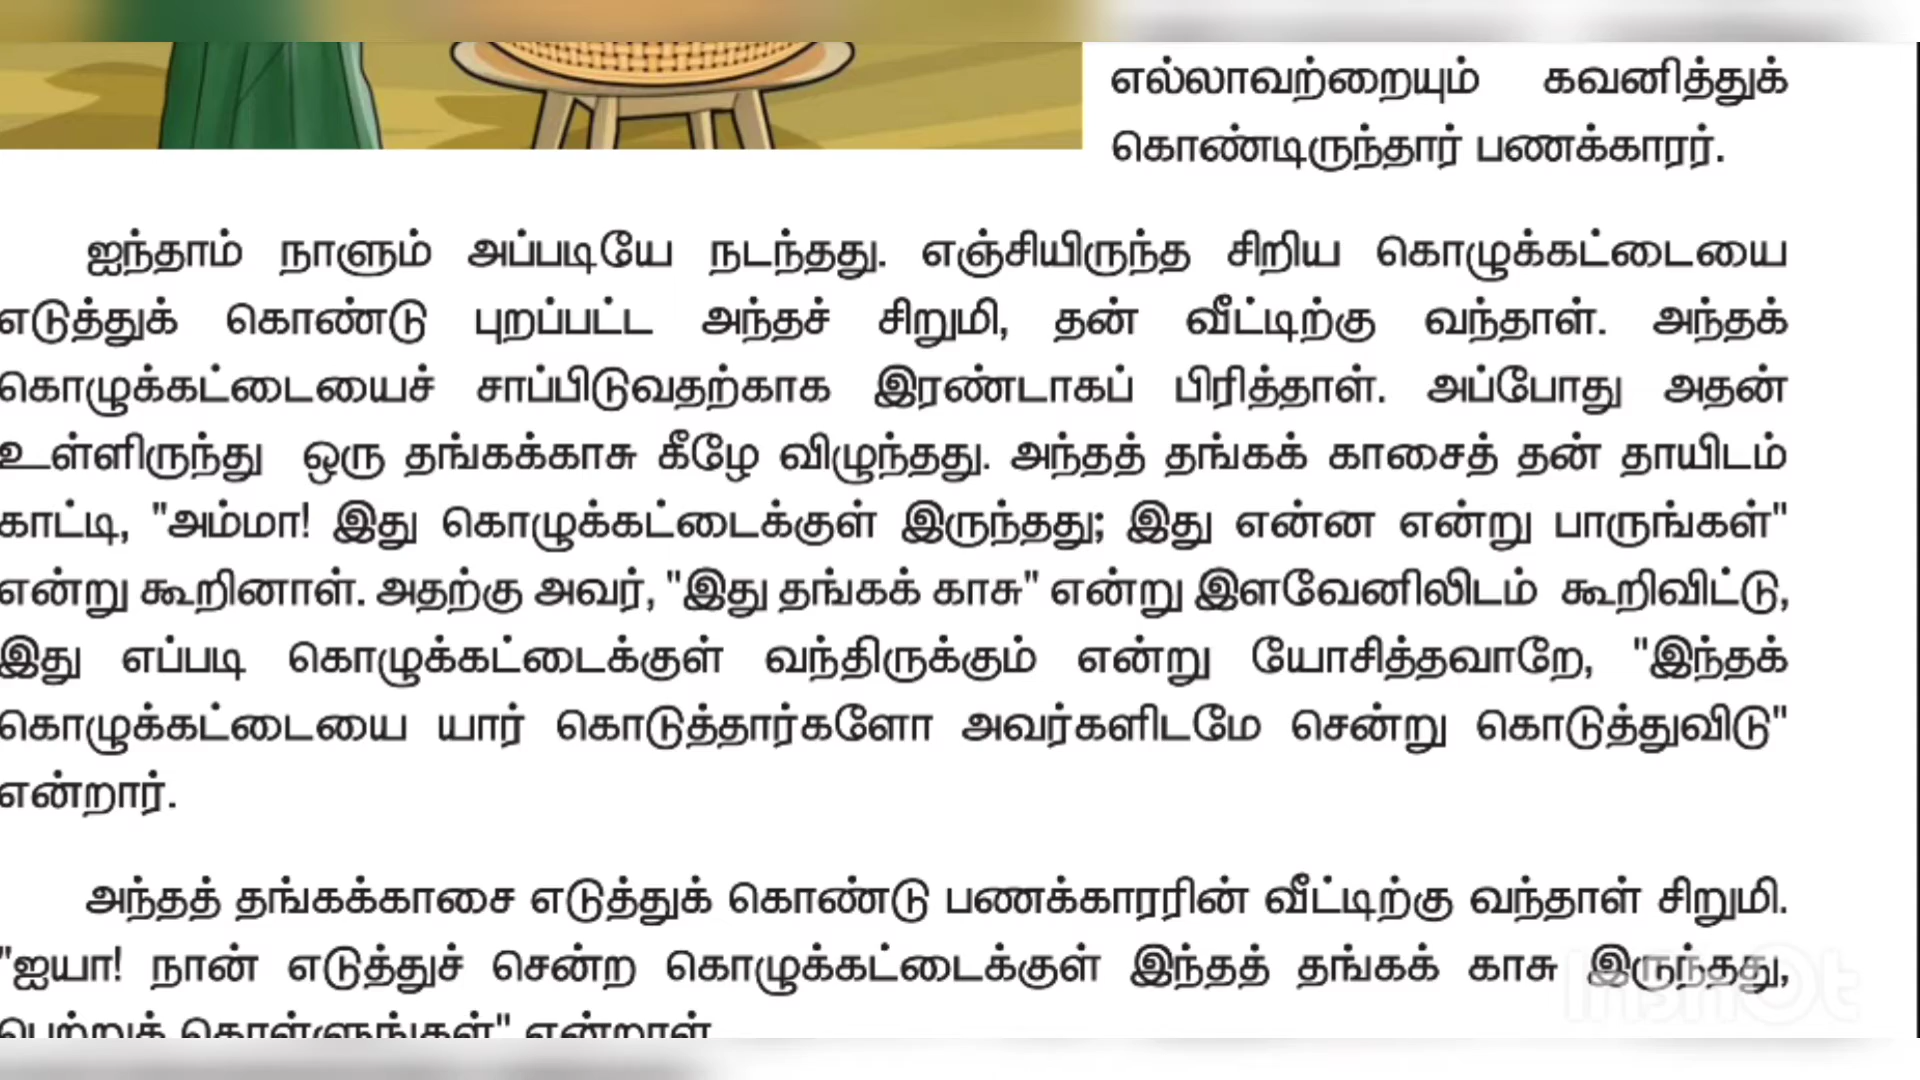 எல்லாவற்றையும் கவனித்துக்
கொண்டிருந்தார் பணக்காரர்.
ஐந்தாம் நாளும் அப்படியே நடந்தது. எஞ்சியிருந்த சிறிய கொழுக்கட்டையை
எடுத்துக் கொண்டு புறப்பட்ட அந்தச் சிறுமி, தன் வீட்டிற்கு வந்தாள். அந்தக்
கொழுக்கட்டையைச் சாப்பிடுவதற்காக இரண்டாகப் பிரித்தாள். அப்போது அதன்
உள்ளிருந்து ஒரு தங்கக்காசு கீழே விழுந்தது. அந்தத் தங்கக் காசைத் தன் தாயிடம்
காட்டி, "அம்மா! இது கொழுக்கட்டைக்குள் இருந்தது; இது என்ன என்று பாருங்கள்"
என்று கூறினாள். அதற்கு அவர், "இது தங்கக் காசு" என்று இளவேனிலிடம் கூறிவிட்டு,
இது எப்படி கொழுக்கட்டைக்குள் வந்திருக்கும் என்று யோசித்தவாறே, "இந்தக்
கொழுக்கட்டையை யார் கொடுத்தார்களோ அவர்களிடமே சென்று கொடுத்துவிடு"
என்றார்.
அந்தத் தங்கக்காசை எடுத்துக் கொண்டு பணக்காரரின் வீட்டிற்கு வந்தாள் சிறுமி.
"ஐயா! நான் எடுத்துச் சென்ற கொழுக்கட்டைக்குள் இந்தத் தங்கக் காசு இருந்தது,
பெற்றுக் கொள்ளுங்கள்" என்றாள்
InShOt